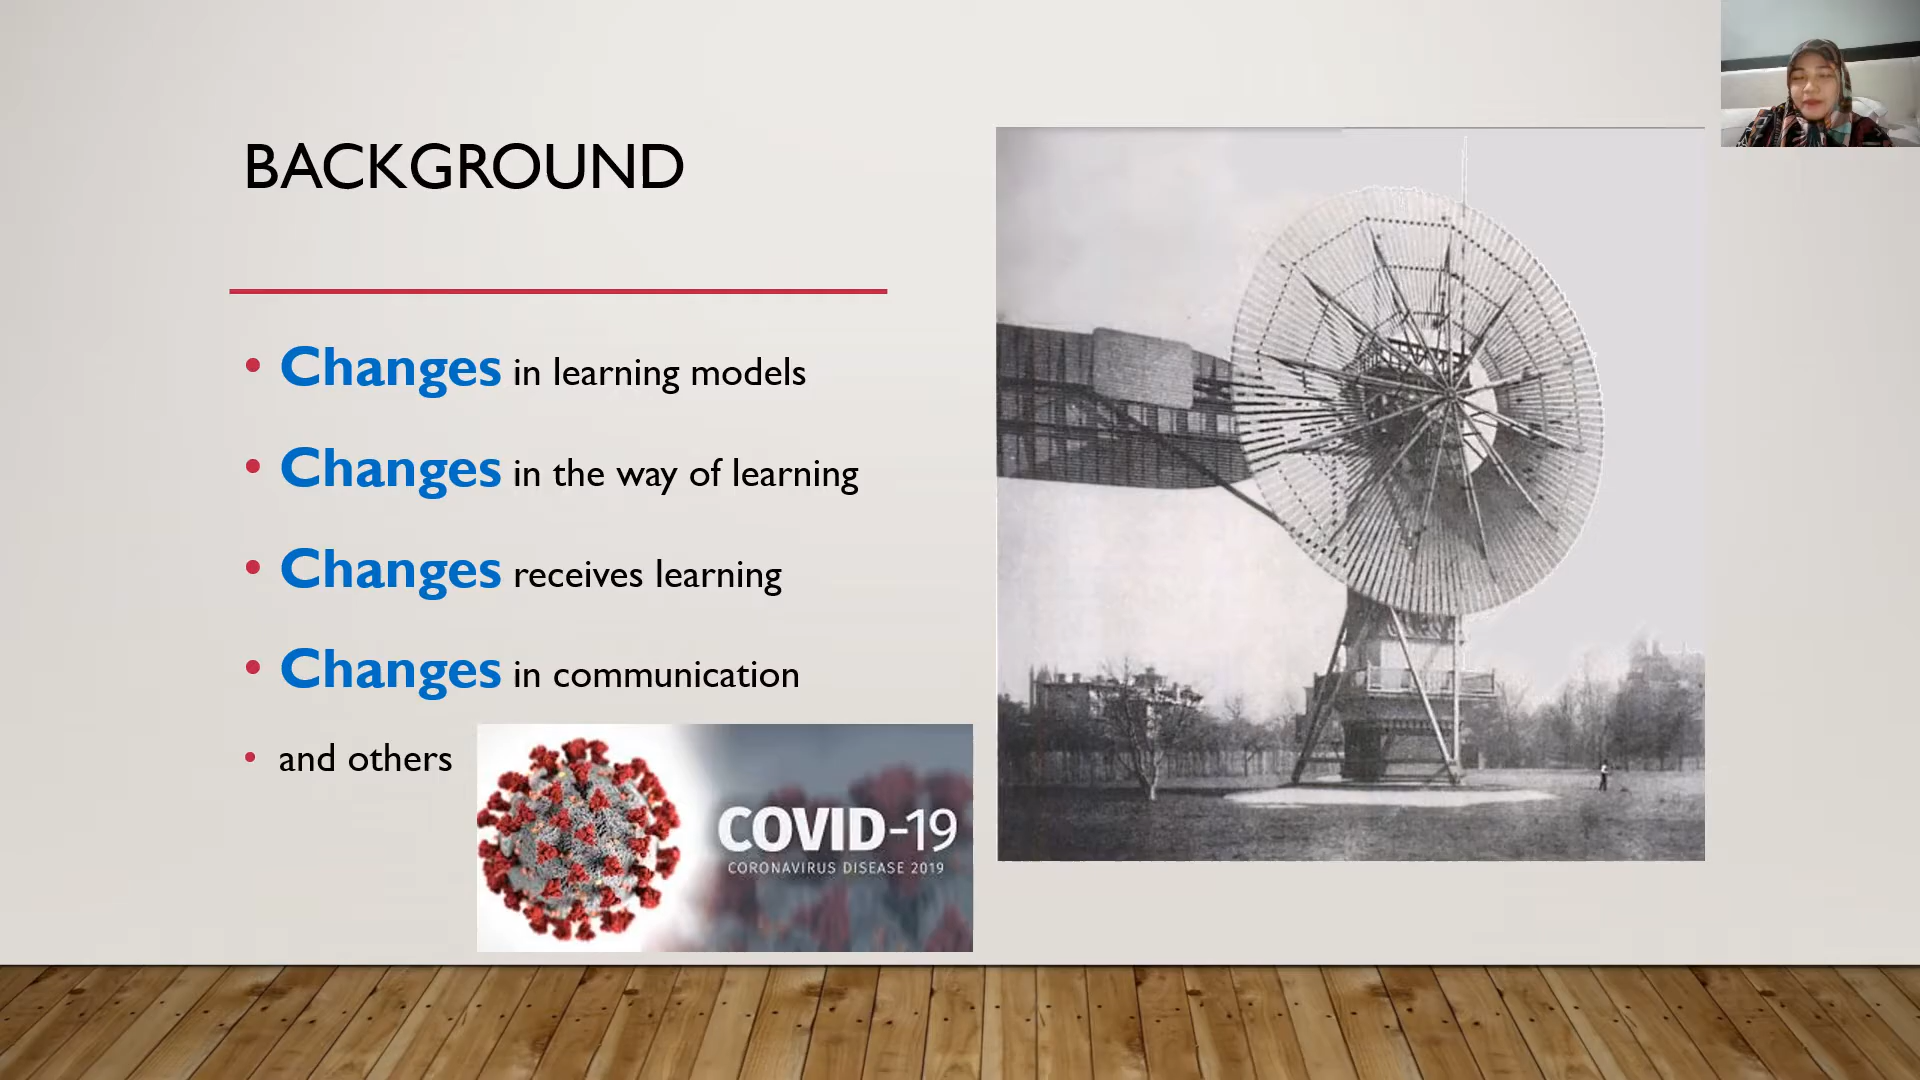 BACKGROUND
• Changes in learning models
• Changes in the way of learning
• Changes receives learning
• Changes in communication
• and others
COVID-19
CORONAVIRUS DISEASE 2019